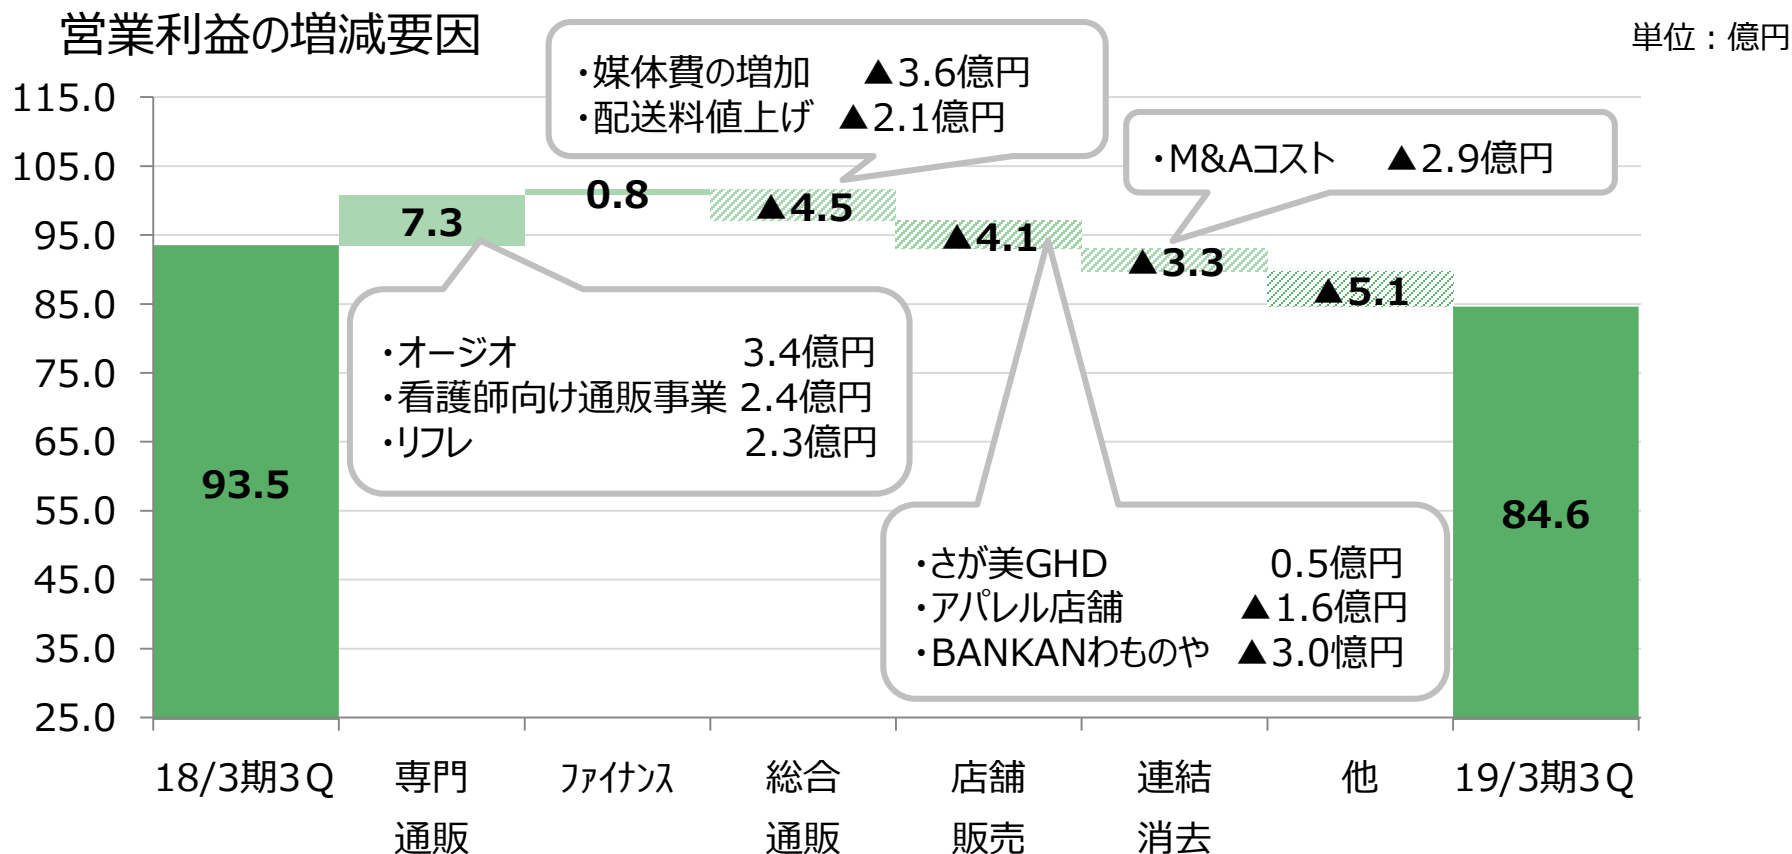 営業利益の増減要因
単位：億円
・媒体費の増加 ▲3.6億円
・配送料値上げ ▲2.1億円
・M&Aコスト ▲2.9億円
115.0
105.0
95.0
85.0
75.0
65.0
55.0
45.0
35.0
25.0
93.5
7.3
0.8
▲4.5
▲4.1
▲3.3
▲5.1
84.6
・オージオ 3.4億円
・看護師向け通販事業 2.4億円
・リフレ 2.3億円
・さが美GHD 0.5億円
・アパレル店舗 ▲1.6億円
・BANKANわものや ▲3.0憶円
18/3期3Q
専門
通販
ファイナンス
総合
通販
店舗
販売
連結
消去
他
19/3期3Q